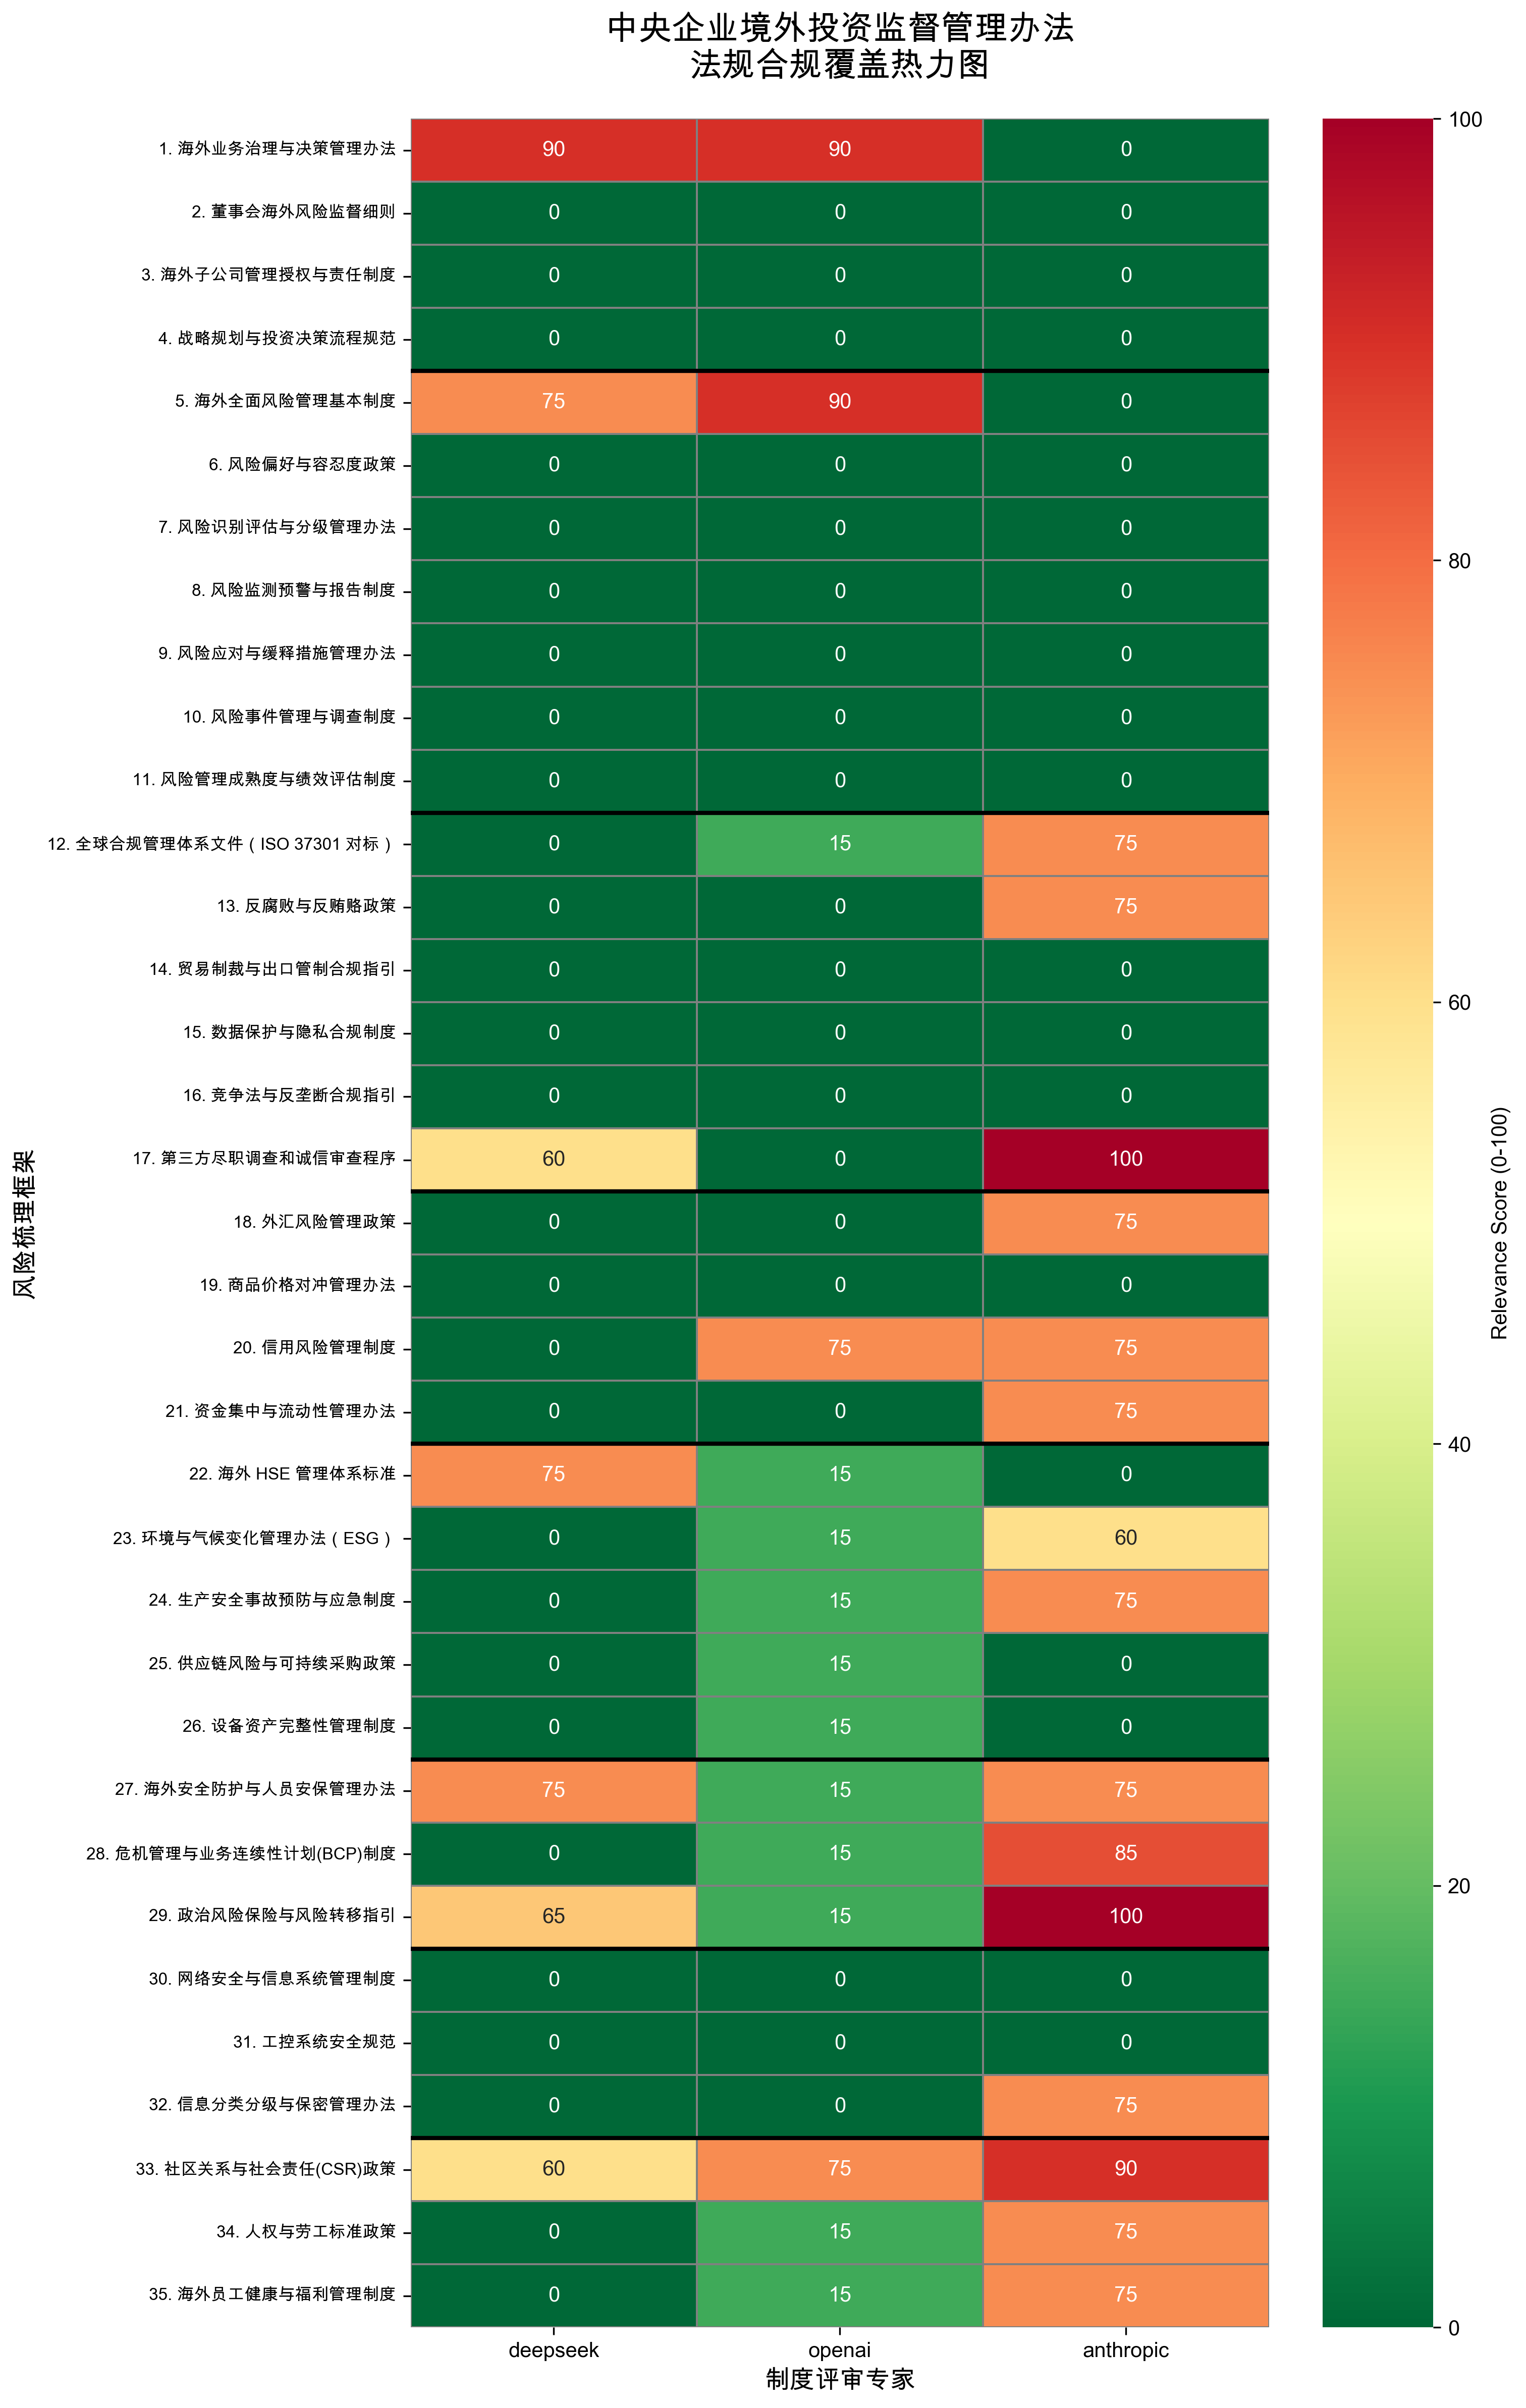 中央企业境外投资监督管理办法
法规合规覆盖热力图
风险梳理框架
1. 海外业务治理与决策管理办法 90 90 0
2. 董事会海外风险监督细则 0 0 0
3. 海外子公司管理授权与责任制度 0 0 0
4. 战略规划与投资决策流程规范 0 0 0
5. 海外全面风险管理基本制度 75 90 0
6. 风险偏好与容忍度政策 0 0 0
7. 风险识别评估与分级管理办法 0 0 0
8. 风险监测预警与报告制度 0 0 0
9. 风险应对与缓释措施管理办法 0 0 0
10. 风险事件管理与调查制度 0 0 0
11. 风险管理成熟度与绩效评估制度 0 0 0
12. 全球合规管理体系文件（ISO 37301 对标） 0 15 75
13. 反腐败与反贿赂政策 0 0 75
14. 贸易制裁与出口管制合规指引 0 0 0
15. 数据保护与隐私合规制度 0 0 0
16. 竞争法与反垄断合规指引 0 0 0
17. 第三方尽职调查和诚信审查程序 60 0 100
18. 外汇风险管理政策 0 0 75
19. 商品价格对冲管理办法 0 0 0
20. 信用风险管理制度 0 75 75
21. 资金集中与流动性管理办法 0 0 75
22. 海外 HSE 管理体系标准 75 15 0
23. 环境与气候变化管理办法（ESG） 0 15 60
24. 生产安全事故预防与应急制度 0 15 75
25. 供应链风险与可持续采购政策 0 15 0
26. 设备资产完整性管理制度 0 15 0
27. 海外安全防护与人员安保管理办法 75 15 75
28. 危机管理与业务连续性计划(BCP)制度 0 15 85
29. 政治风险保险与风险转移指引 65 15 100
30. 网络安全与信息系统管理制度 0 0 0
31. 工控系统安全规范 0 0 0
32. 信息分类分级与保密管理办法 0 0 75
33. 社区关系与社会责任(CSR)政策 60 75 90
34. 人权与劳工标准政策 0 15 75
35. 海外员工健康与福利管理制度 0 15 75
deepseek openai anthropic
制度评审专家
100
80
60
40
20
0
Relevance Score (0-100)